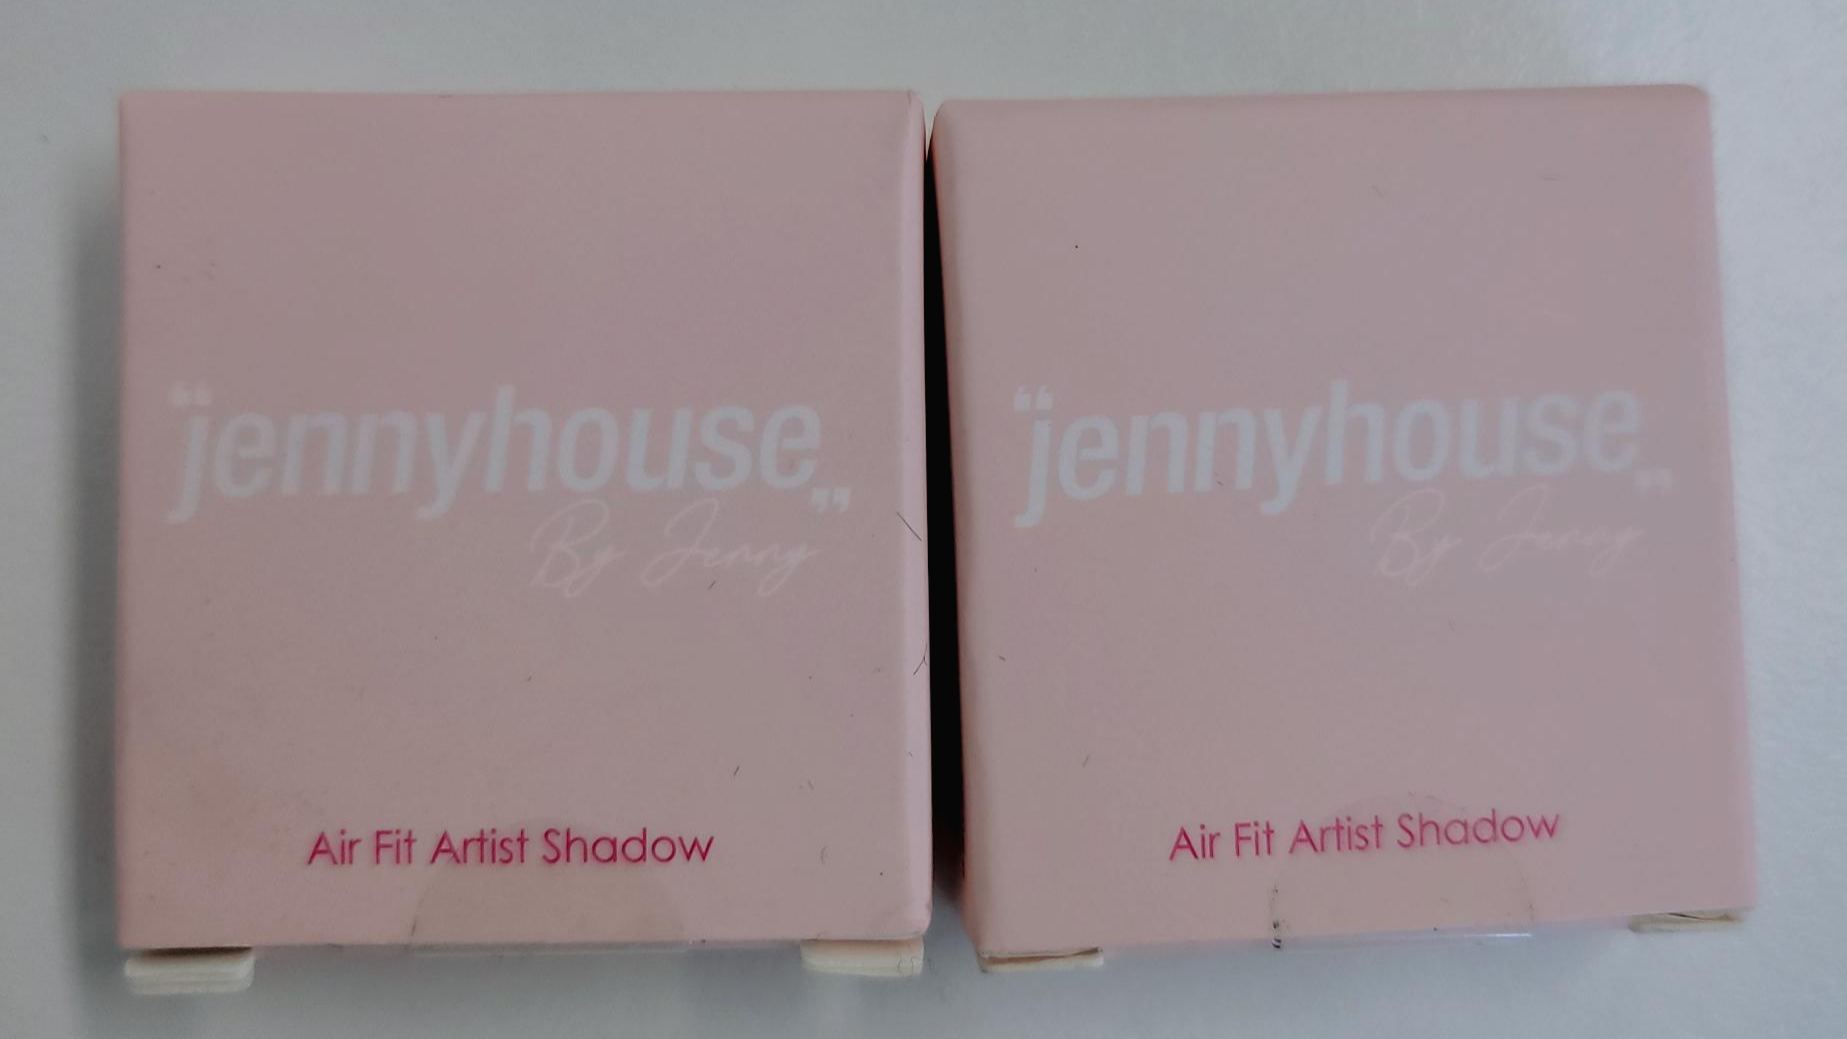 “jennyhouse„
By Jenny
Air Fit Artist Shadow
“jennyhouse„
By Jenny
Air Fit Artist Shadow